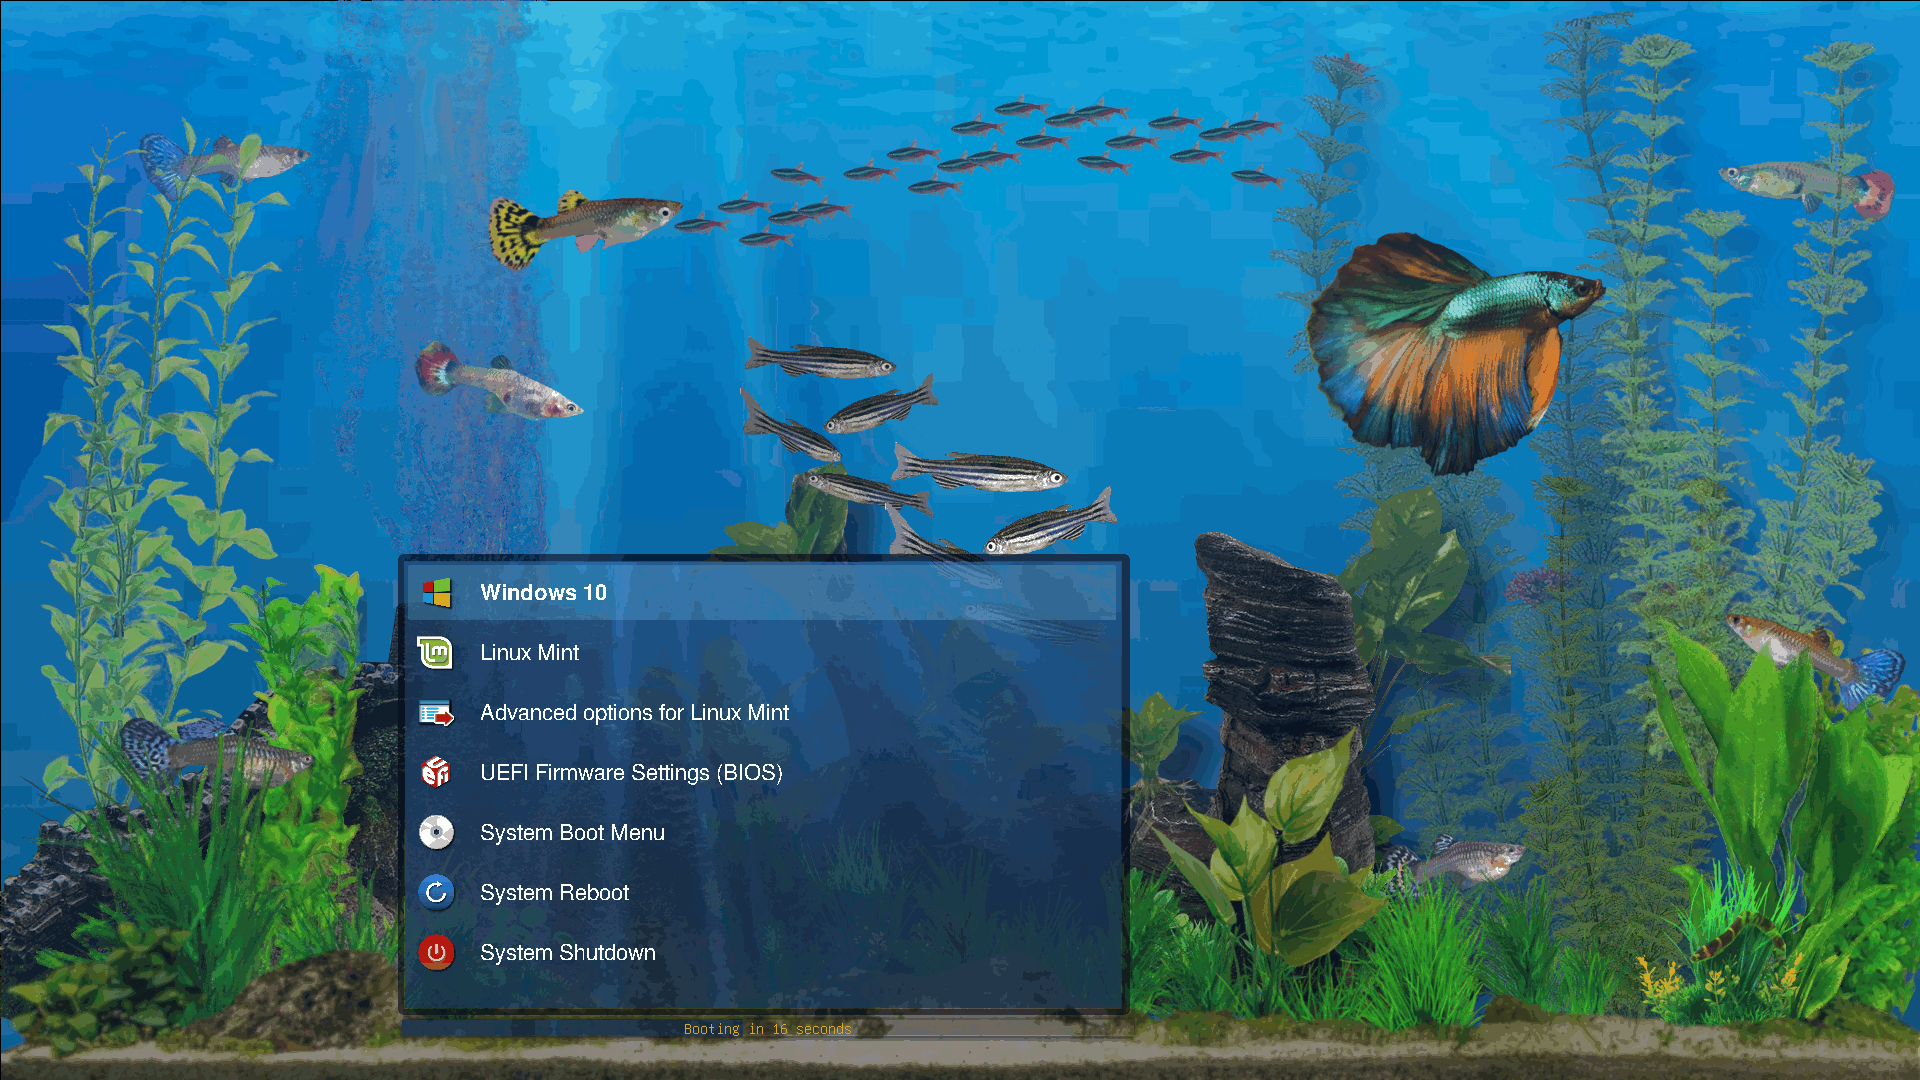 Windows 10
Linux Mint
Advanced options for Linux Mint
UEFI Firmware Settings (BIOS)
System Boot Menu
System Reboot
System Shutdown
Booting in 16 seconds